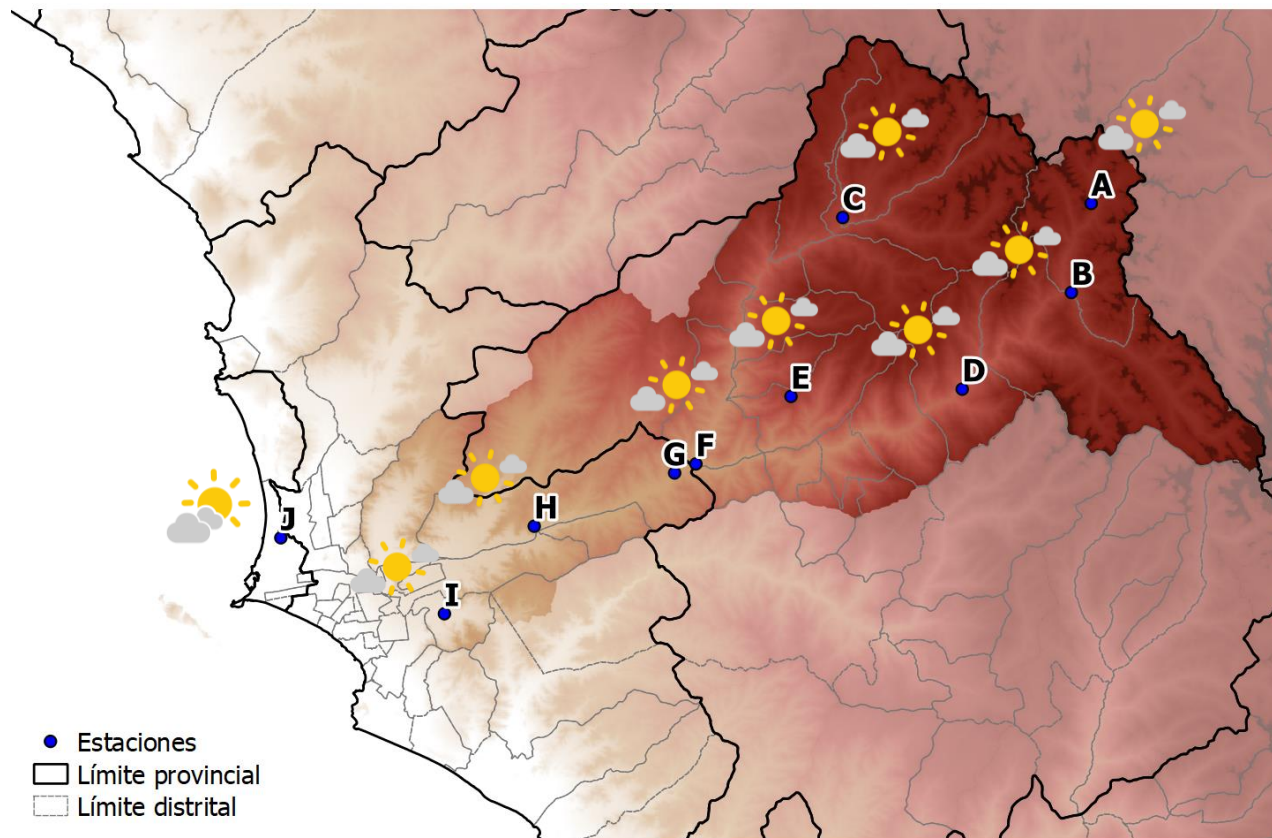 A
C
B
E
D
G
F
H
J
I
Estaciones
Límite provincial
Límite distrital